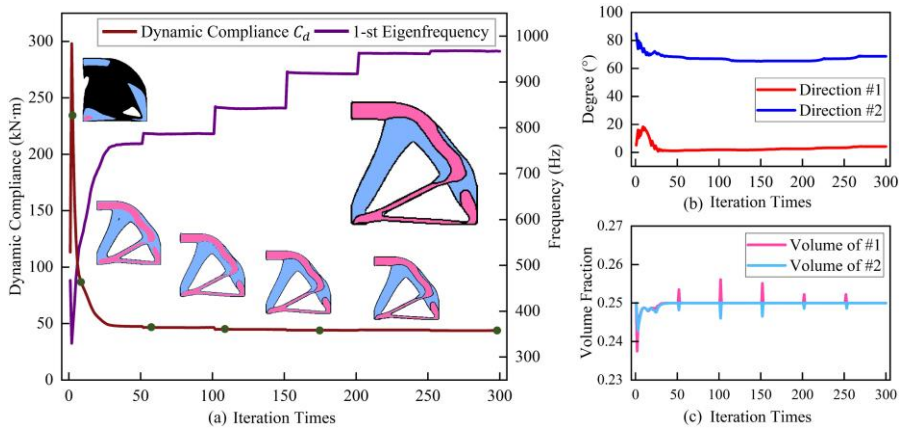 Dynamic Compliance C_d 1-st Eigenfrequency
Dynamic Compliance (kN·m)
300
250
200
150
100
50
0
Frequency (Hz)
1000
900
800
700
600
500
400
300
0 50 100 150 200 250 300
(a) Iteration Times
Degree (°)
100
80
60
40
20
0
Direction #1
Direction #2
0 50 100 150 200 250 300
(b) Iteration Times
Volume Fraction
0.27
0.26
0.25
0.24
0.23
Volume of #1
Volume of #2
0 50 100 150 200 250 300
(c) Iteration Times